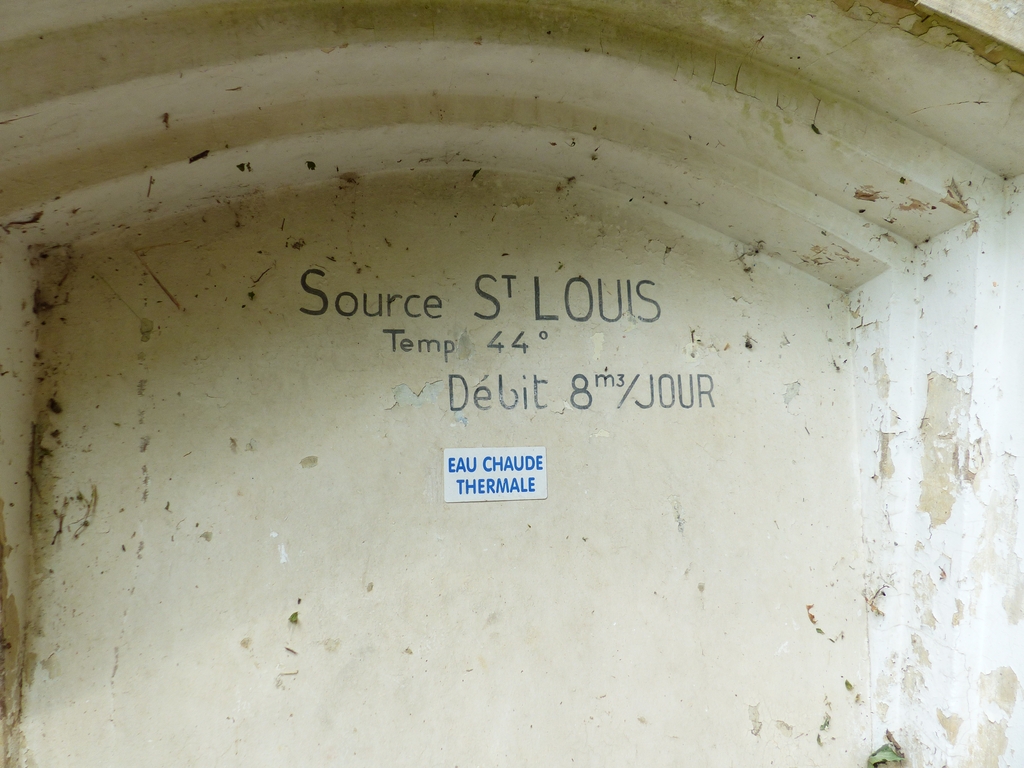 Source ST LOUIS
Temp 44°
Débit 8m3/JOUR
EAU CHAUDE
THERMALE